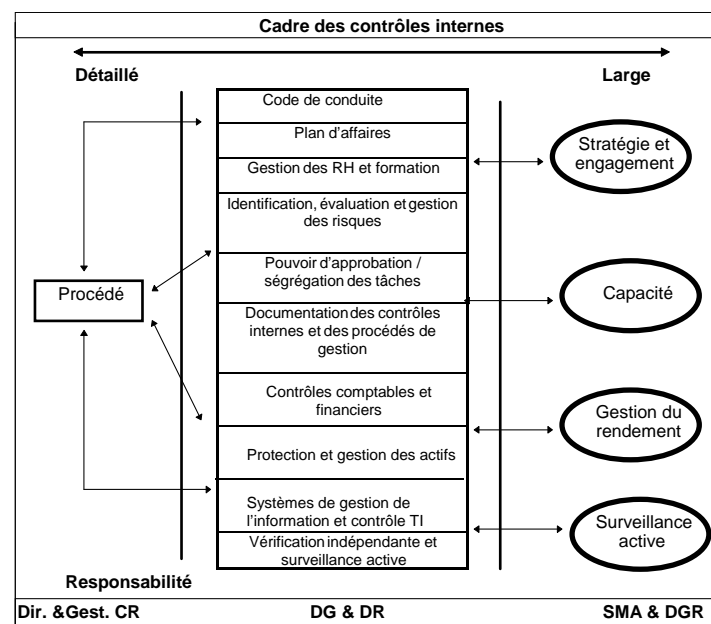 Cadre des contrôles internes
Détaillé
Large
Code de conduite
Plan d'affaires
Gestion des RH et formation
Identification, évaluation et gestion
des risques
Pouvoir d'approbation /
ségrégation des tâches
Documentation des contrôles
internes et des procédés de
gestion
Contrôles comptables et
financiers
Protection et gestion des actifs
Systèmes de gestion de
l'information et contrôle TI
Vérification indépendante et
surveillance active
Procédé
Stratégie et
engagement
Capacité
Gestion du
rendement
Surveillance
active
Responsabilité
Dir. &Gest. CR
DG & DR
SMA & DGR